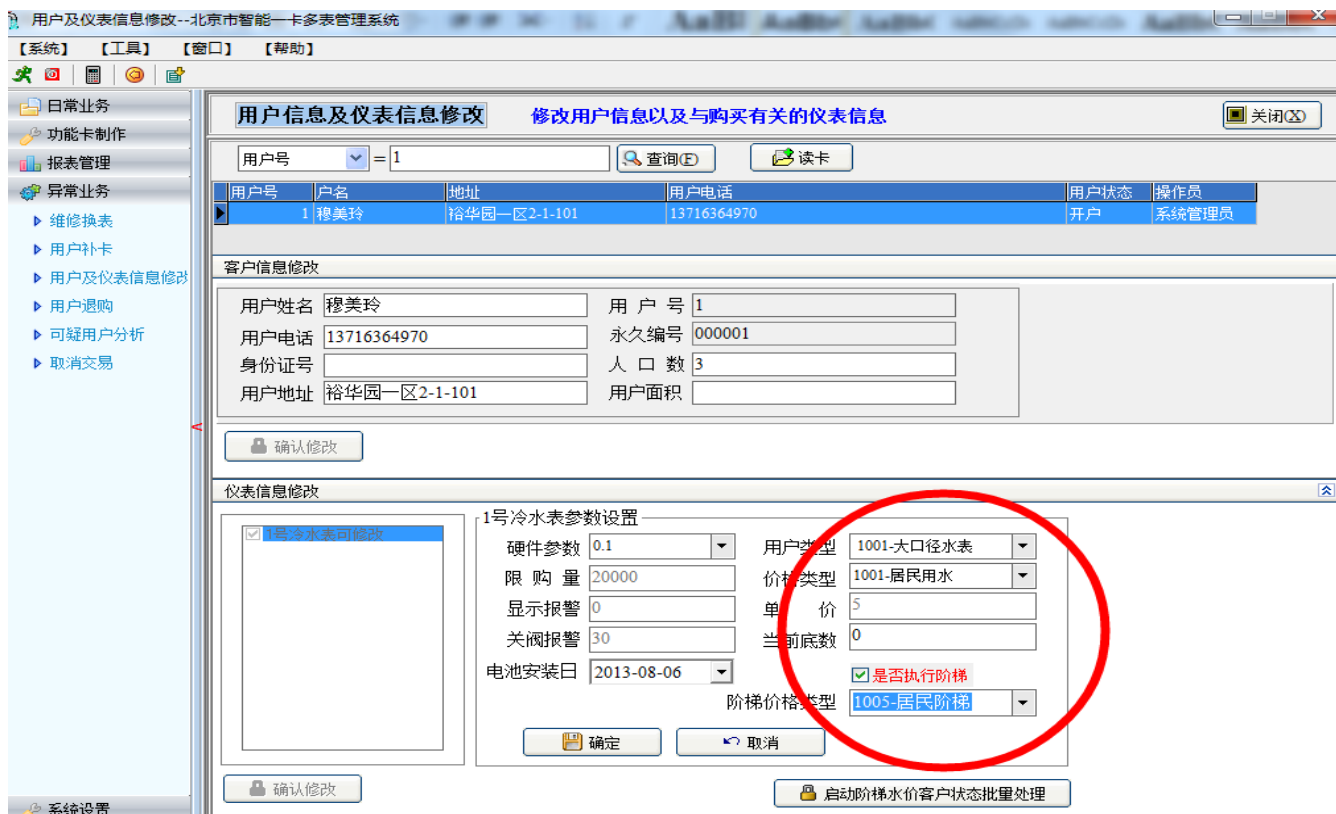 用户及仪表信息修改--北京市智能一卡多表管理系统
【系统】 【工具】 【窗口】 【帮助】
日常业务
功能卡制作
报表管理
异常业务
维修换表
用户补卡
用户及仪表信息修改
用户退购
可疑用户分析
取消交易
系统设置
<
用户信息及仪表信息修改 修改用户信息以及与购买有关的仪表信息 关闭(X)
用户号 = 1 查询(F) 读卡
用户号 户名 地址 用户电话 用户状态 操作员
1 穆美玲 裕华园一区2-1-101 13716364970 开户 系统管理员
客户信息修改
用户姓名 穆美玲 用 户 号 1
用户电话 13716364970 永久编号 000001
身份证号 人 口 数 3
用户地址 裕华园一区2-1-101 用户面积
确认修改
仪表信息修改
1号冷水表可修改
1号冷水表参数设置
硬件参数 0.1 用户类型 1001-大口径水表
限 购 量 20000 价格类型 1001-居民用水
显示报警 0 单 价 5
关阀报警 30 当前底数 0
电池安装日 2013-08-06 是否执行阶梯
阶梯价格类型 1005-居民阶梯
确定 取消
确认修改 启动阶梯水价客户状态批量处理